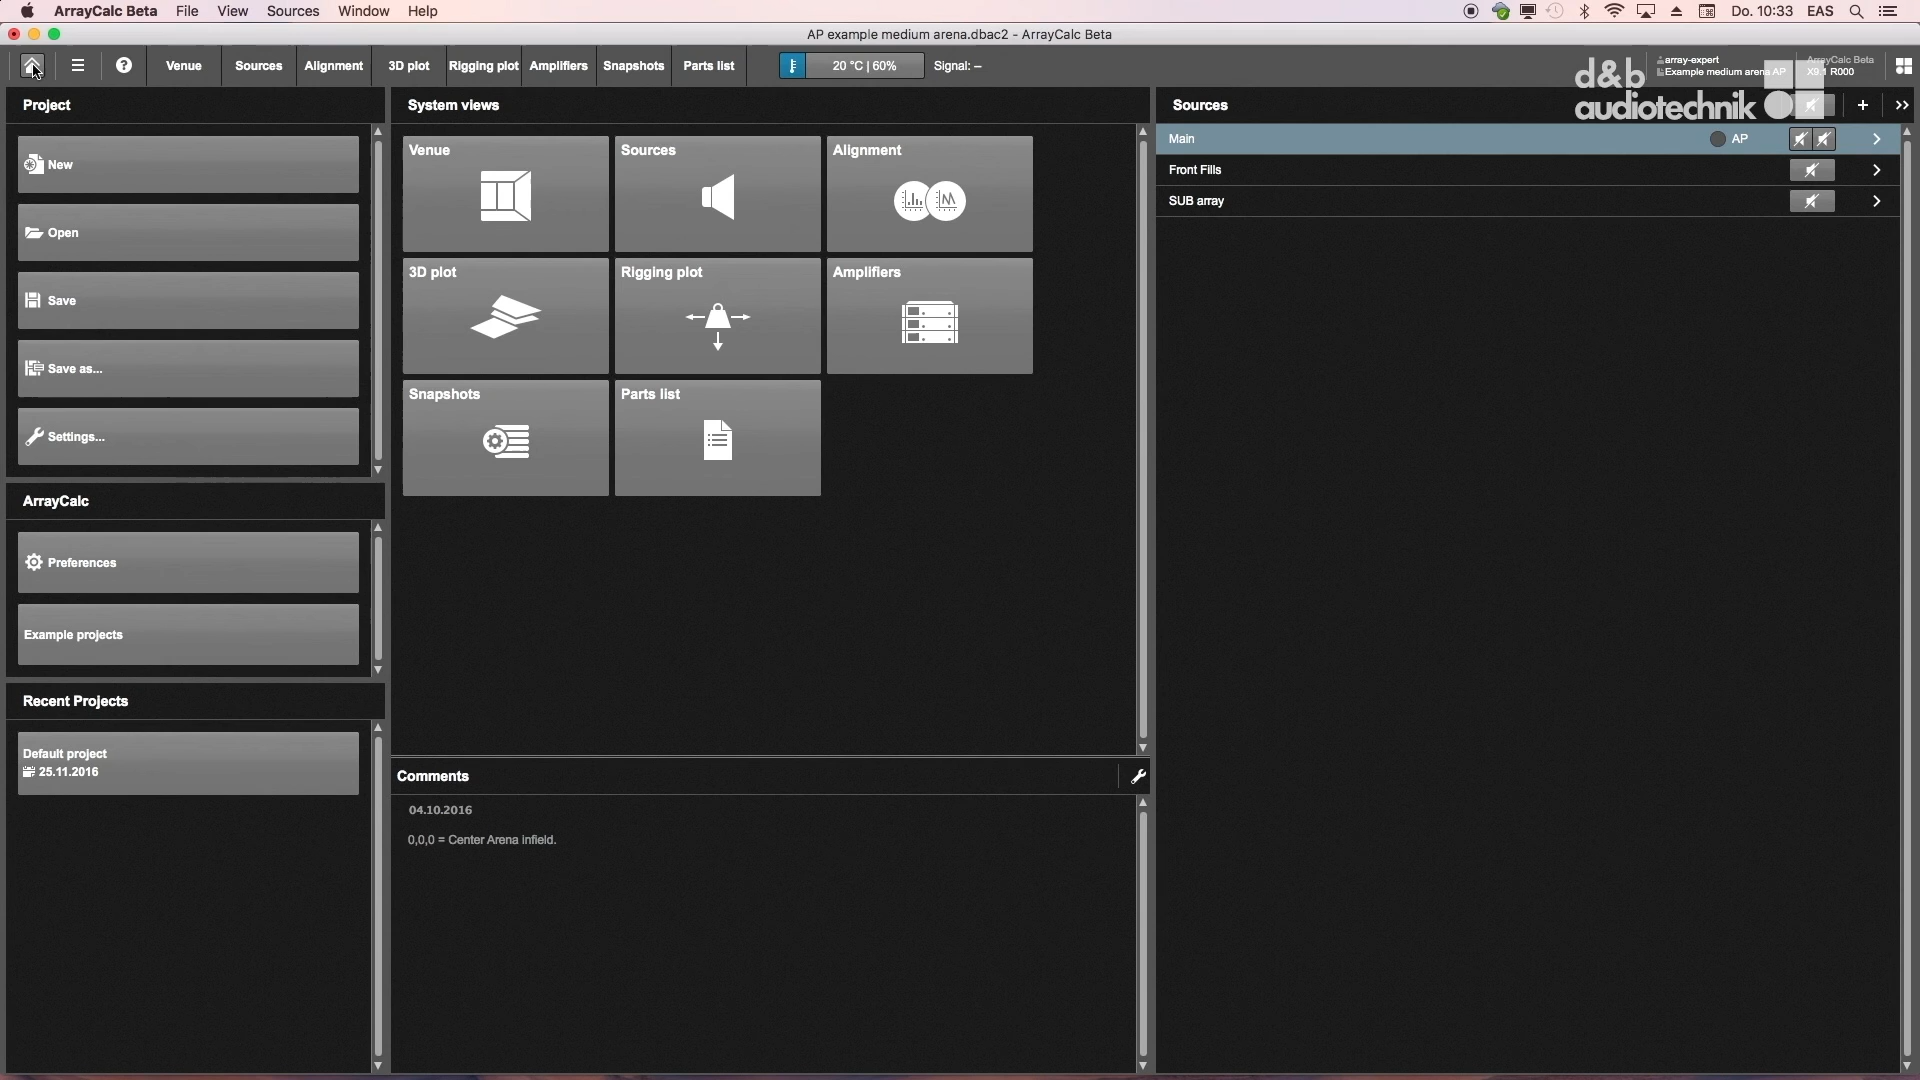 ArrayCalc Beta File View Sources Window Help Do. 10:33 EAS
AP example medium arena.dbac2 - ArrayCalc Beta
Venue Sources Alignment 3D plot Rigging plot Amplifiers Snapshots Parts list 20 °C | 60% Signal: –
array-expert
Example medium arena AP
ArrayCalc Beta
X9.1 R000
d&b
audiotechnik
Project
New
Open
Save
Save as...
Settings...
ArrayCalc
Preferences
Example projects
Recent Projects
Default project
25.11.2016
System views
Venue Sources Alignment
3D plot Rigging plot Amplifiers
Snapshots Parts list
Comments
04.10.2016
0,0,0 = Center Arena infield.
Sources
Main AP
Front Fills
SUB array